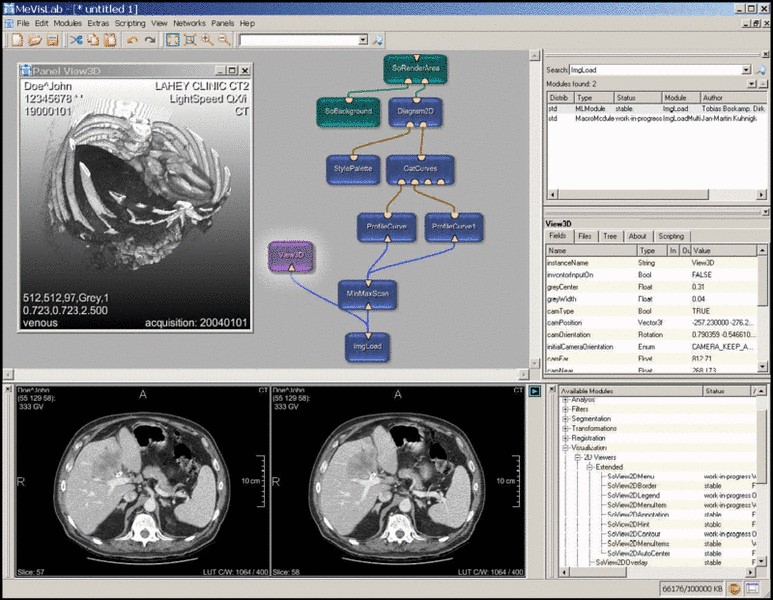 MeVisLab - [* untitled 1]
File Edit Modules Extras Scripting View Networks Panels Help
Panel View3D
Doe^John
12345678 * *
19000101
LAHEY CLINIC CT2
LightSpeed QX/i
CT
512,512,97,Grey,1
0.723,0.723,2.500
venous
acquisition: 20040101
SoRenderArea
SoBackground
Diagram2D
StylePalette
CatCurves
ProfileCurve
ProfileCurve1
View3D
MinMaxScan
ImgLoad
Search: ImgLoad
Modules found: 2
Distrib Type Status Module Author
std MLModule stable ImgLoad Tobias Boskamp, Dirk
std MacroModule work-in-progress ImgLoadMulti Jan-Martin Kuhnigk
View3D
Fields Files Tree About Scripting
Name Type In Ou Value
instanceName String View3D
inventorInputOn Bool FALSE
greyCenter Float 0.31
greyWidth Float 0.04
camType Bool TRUE
camPosition Vector3f -257.230000 -276.2...
camOrientation Rotation 0.790359 -0.546610...
initialCameraOrientation Enum CAMERA_KEEP_A...
camFar Float 812.71
camNear Float 268.173
Doe^John
(55 129 58):
333 GV
A
CT
R
10 cm
Slice: 57
LUT C/W: 1064 / 400
Doe^John
(55 129 58):
333 GV
A
CT
R
10 cm
Slice: 58
LUT C/W: 1064 / 400
Available Modules Status
Analysis
Filters
Segmentation
Transformations
Registration
Visualization
2D Viewers
Extended
SoView2DMenu work-in-progress
SoView2DBorder stable F
SoView2DLegend work-in-progress O
SoView2DMenuItem work-in-progress
SoView2DAnnotation stable F
SoView2DHint stable F
SoView2DContour work-in-progress O
SoView2DMenuItems stable F
SoView2DAutoCenter stable F
SoView2DOverlay stable F
66176/100000 KB